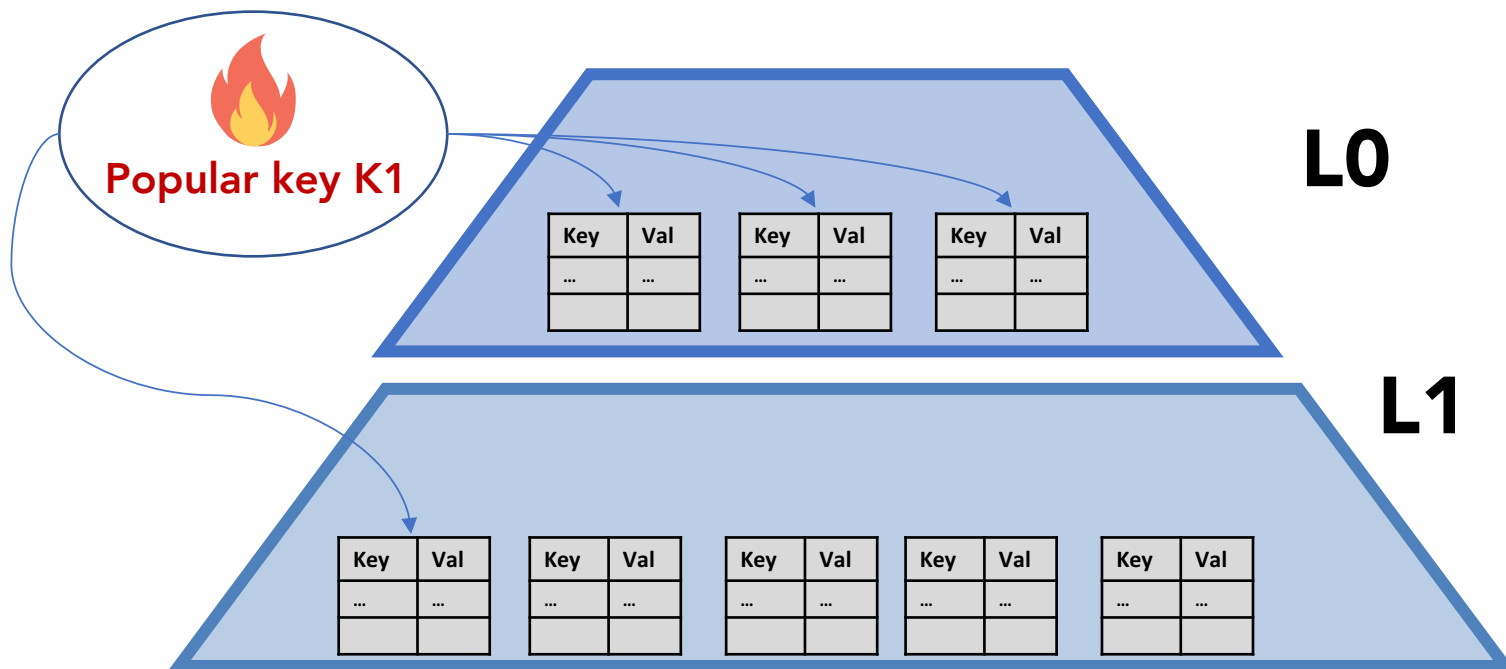 Popular key K1
L0
Key Val Key Val Key Val
... ... ... ... ... ...
L1
Key Val Key Val Key Val Key Val Key Val
... ... ... ... ... ... ... ... ... ...